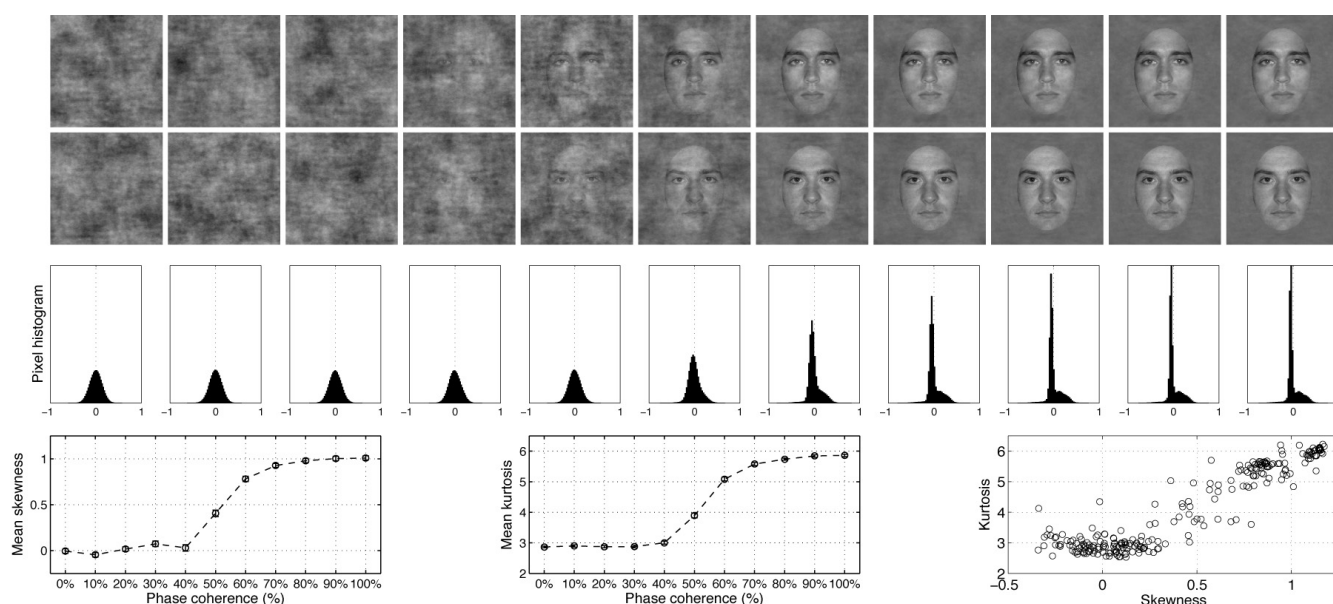 Pixel histogram
−1 0 1 −1 0 1 −1 0 1 −1 0 1 −1 0 1 −1 0 1 −1 0 1 −1 0 1 −1 0 1 −1 0 1 −1 0 1
Mean skewness
1
0.5
0
0% 10% 20% 30% 40% 50% 60% 70% 80% 90% 100%
Phase coherence (%)
Mean kurtosis
6
5
4
3
2
0% 10% 20% 30% 40% 50% 60% 70% 80% 90% 100%
Phase coherence (%)
Kurtosis
6
5
4
3
2
−0.5 0 0.5 1
Skewness